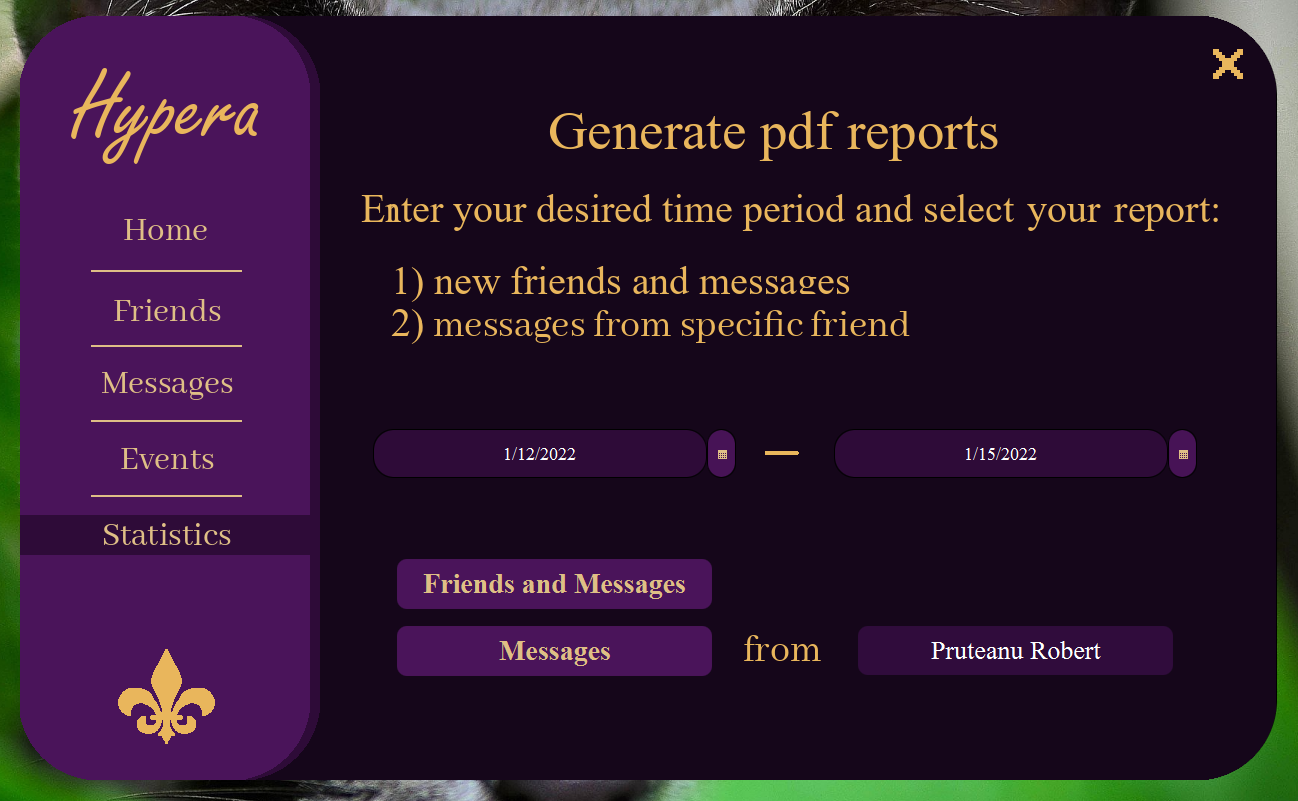 Hypera
Home
Friends
Messages
Events
Statistics
Generate pdf reports
Enter your desired time period and select your report:
1) new friends and messages
2) messages from specific friend
1/12/2022
1/15/2022
Friends and Messages
Messages from Pruteanu Robert